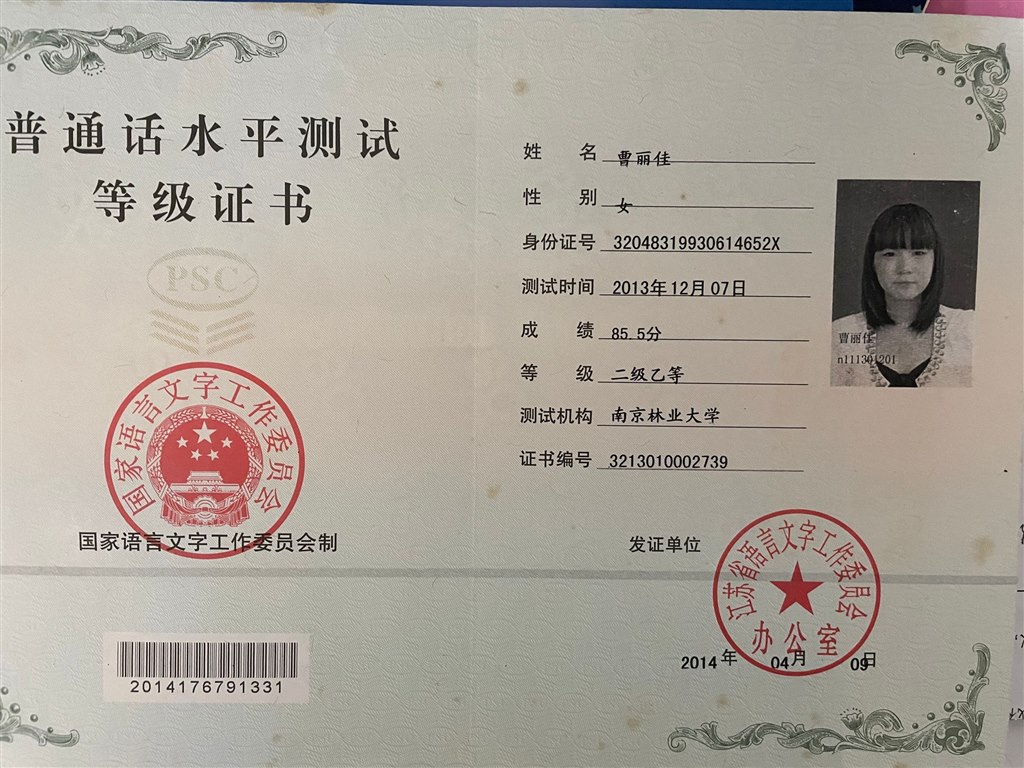 普通话水平测试
等级证书
PSC
国家语言文字工作委员会
国家语言文字工作委员会制
2014176791331
姓 名 曹丽佳
性 别 女
身份证号 32048319930614652X
测试时间 2013年12月07日
成 绩 85.5分
等 级 二级乙等
测试机构 南京林业大学
证书编号 3213010002739
曹丽佳
n111301201
发证单位
江苏省语言文字工作委员会
办公室
2014年 04月 09日